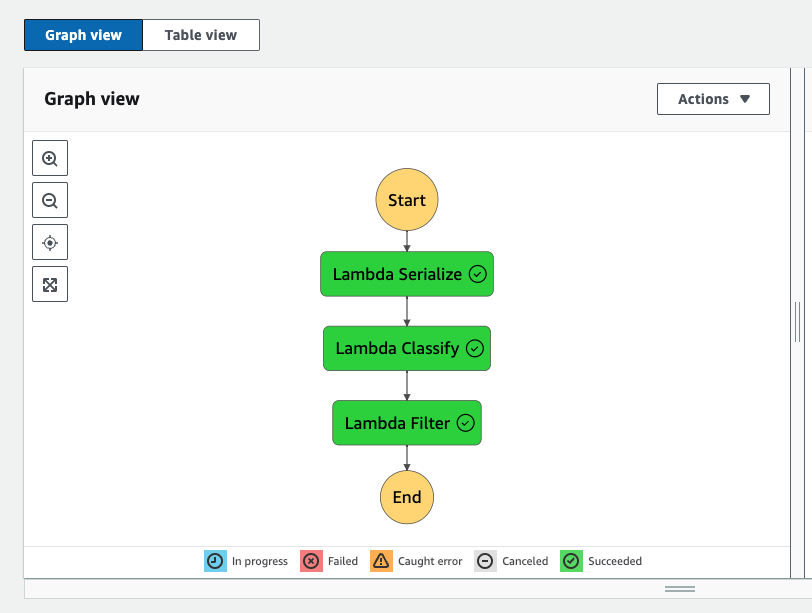 Graph view
Table view
Graph view
Actions
Start
Lambda Serialize
Lambda Classify
Lambda Filter
End
In progress
Failed
Caught error
Canceled
Succeeded